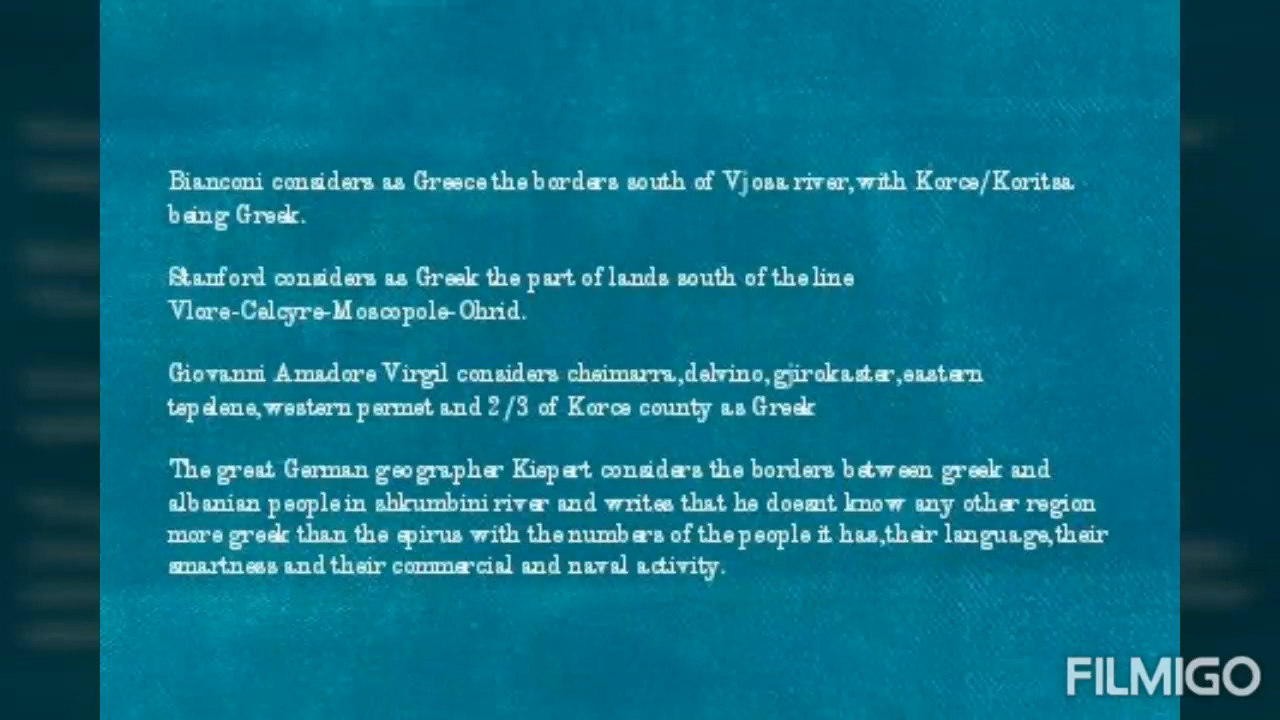 Bianconi considers as Greece the borders south of Vjosa river,with Korce/Koritsa
being Greek.
Stanford considers as Greek the part of lands south of the line
Vlore-Celcyre-Moscopole-Ohrid.
Giovanni Amadore Virgil considers cheimarra,delvino,gjirokaster,eastern
tepelene,western permet and 2/3 of Korce county as Greek
The great German geographer Kiepert considers the borders between greek and
albanian people in shkumbini river and writes that he doesnt know any other region
more greek than the epirus with the numbers of the people it has,their language,their
smartness and their commercial and naval activity.
FILMIGO